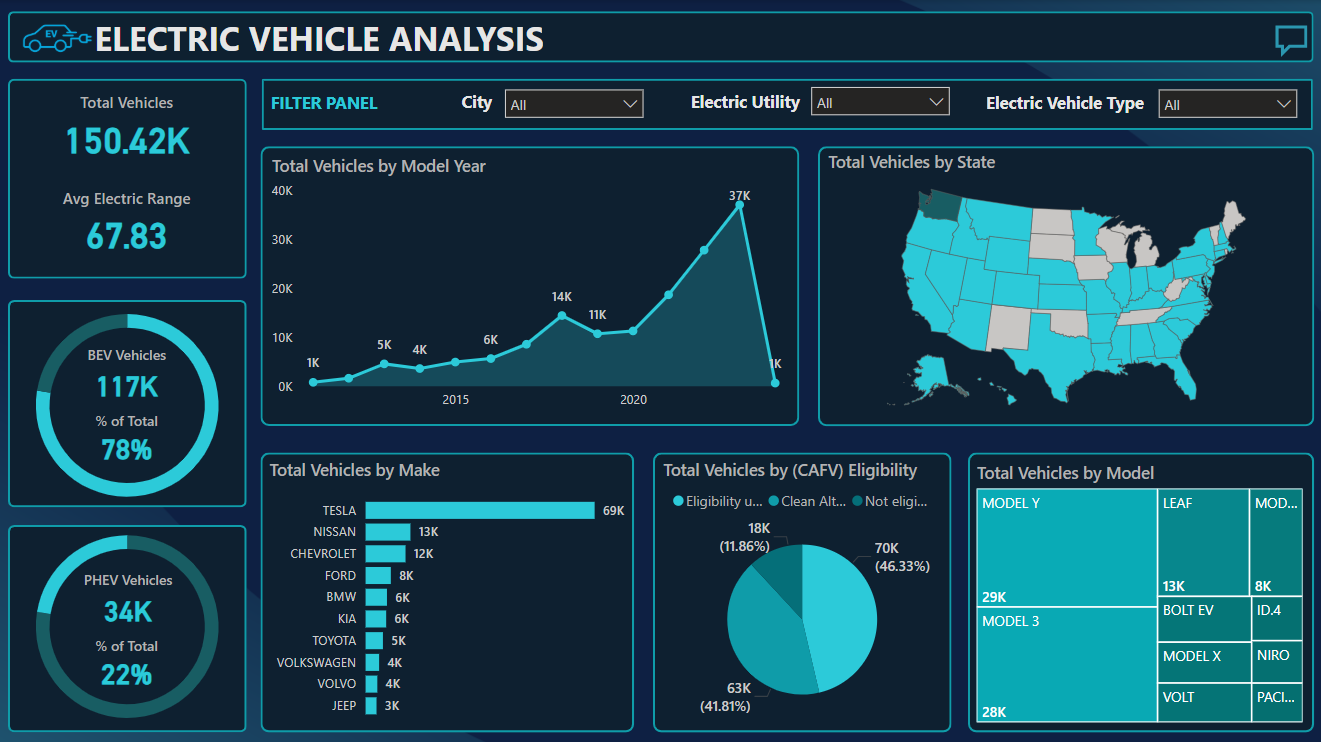 EV
ELECTRIC VEHICLE ANALYSIS
Total Vehicles
150.42K
Avg Electric Range
67.83
FILTER PANEL
City
All
Electric Utility
All
Electric Vehicle Type
All
BEV Vehicles
117K
% of Total
78%
PHEV Vehicles
34K
% of Total
22%
Total Vehicles by Model Year
40K
30K
20K
10K
0K
1K
5K
4K
6K
14K
11K
37K
1K
2015
2020
Total Vehicles by State
Total Vehicles by Make
TESLA 69K
NISSAN 13K
CHEVROLET 12K
FORD 8K
BMW 6K
KIA 6K
TOYOTA 5K
VOLKSWAGEN 4K
VOLVO 4K
JEEP 3K
Total Vehicles by (CAFV) Eligibility
Eligibility u... Clean Alt... Not eligi...
18K
(11.86%)
70K
(46.33%)
63K
(41.81%)
Total Vehicles by Model
MODEL Y
29K
MODEL 3
28K
LEAF
13K
MOD...
8K
BOLT EV
ID.4
MODEL X
NIRO
VOLT
PACI...